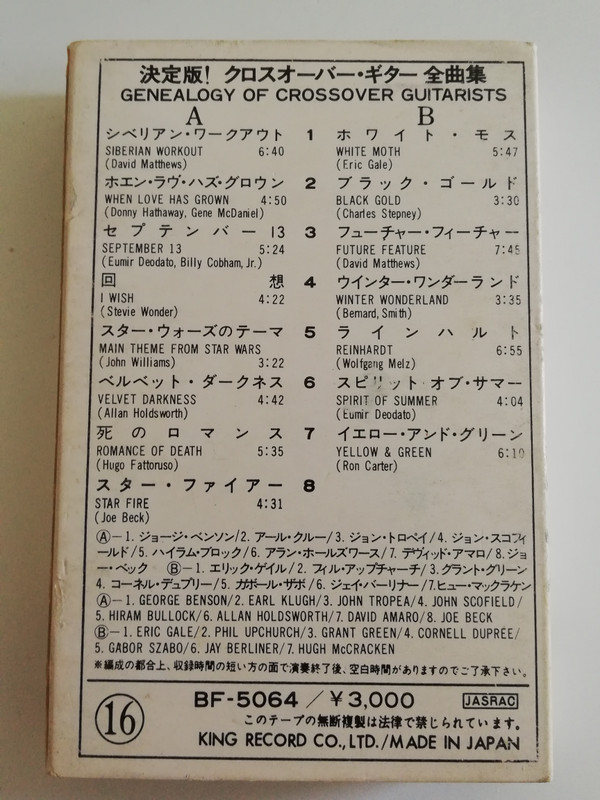 決定版! クロスオーバー・ギター 全曲集
GENEALOGY OF CROSSOVER GUITARISTS
A
B
シベリアン・ワークアウト 1 ホワイト・モス
SIBERIAN WORKOUT 6:40 WHITE MOTH 5:47
(David Matthews) (Eric Gale)
ホエン・ラヴ・ハズ・グロウン 2 ブラック・ゴールド
WHEN LOVE HAS GROWN 4:50 BLACK GOLD 3:30
(Donny Hathaway, Gene McDaniel) (Charles Stepney)
セプテンバー13 3 フューチャー・フィーチャー
SEPTEMBER 13 5:24 FUTURE FEATURE 7:45
(Eumir Deodato, Billy Cobham, Jr.) (David Matthews)
回想 4 ウインター・ワンダーランド
I WISH 4:22 WINTER WONDERLAND 3:35
(Stevie Wonder) (Bernard, Smith)
スター・ウォーズのテーマ 5 ラインハルト
MAIN THEME FROM STAR WARS REINHARDT 6:55
(John Williams) 3:22 (Wolfgang Melz)
ベルベット・ダークネス 6 スピリット・オブ・サマー
VELVET DARKNESS 4:42 SPIRIT OF SUMMER 4:04
(Allan Holdsworth) (Eumir Deodato)
死のロマンス 7 イエロー・アンド・グリーン
ROMANCE OF DEATH 5:35 YELLOW & GREEN 6:10
(Hugo Fattoruso) (Ron Carter)
スター・ファイアー 8
STAR FIRE 4:31
(Joe Beck)
Ⓐ—1. ジョージ・ベンソン/2. アール・クルー/3. ジョン・トロペイ/4. ジョン・スコフィ
ールド/5. ハイラム・ブロック/6. アラン・ホールズワース/7. デヴィッド・アマロ/8. ジョ
ー・ベック Ⓑ—1. エリック・ゲイル/2. フィル・アップチャーチ/3. グラント・グリーン
4. コーネル・デュプリー/5. ガボール・ザボ/6. ジェイ・バーリナー/7. ヒュー・マックラケン
Ⓐ—1. GEORGE BENSON/2. EARL KLUGH/3. JOHN TROPEA/4. JOHN SCOFIELD/
5. HIRAM BULLOCK/6. ALLAN HOLDSWORTH/7. DAVID AMARO/8. JOE BECK
Ⓑ—1. ERIC GALE/2. PHIL UPCHURCH/3. GRANT GREEN/4. CORNELL DUPRÉE/
5. GABOR SZABO/6. JAY BERLINER/7. HUGH McCRACKEN
※編成の都合上、収録時間の短い方の面で演奏終了後、空白時間がありますのでご了承下さい。
⑯
BF-5064/¥3,000 JASRAC
このテープの無断複製は法律で禁じられています。
KING RECORD CO.,LTD./MADE IN JAPAN